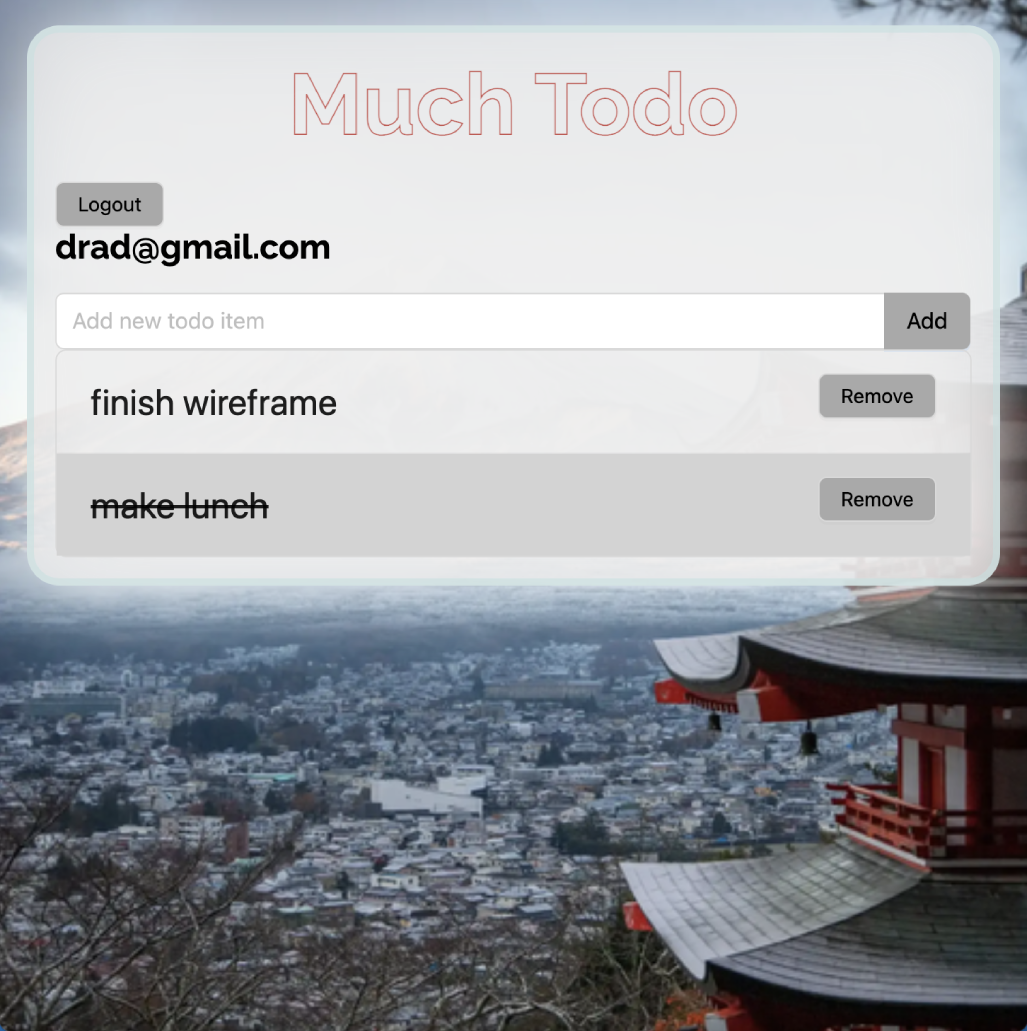 Much Todo
Logout
drad@gmail.com
Add new todo item Add
finish wireframe Remove
make lunch Remove